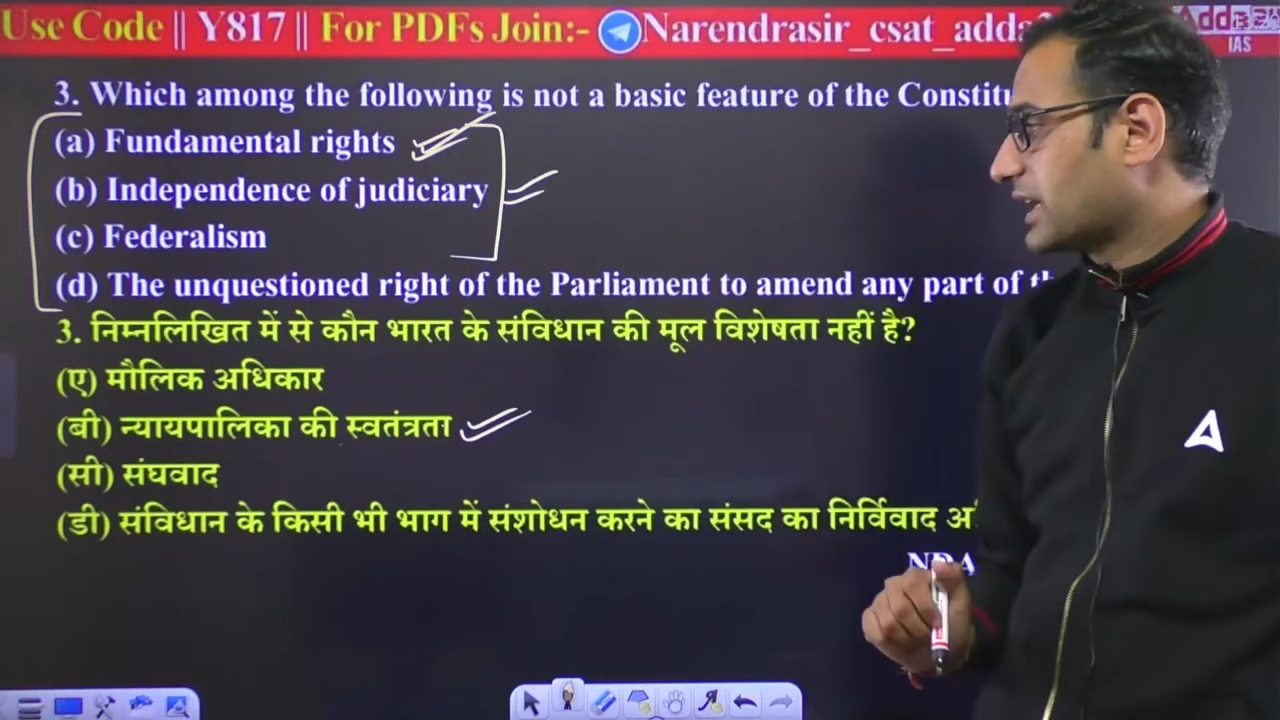 Use Code || Y817 || For PDFs Join:- Narendrasir_csat_adda
Adda
IAS
3. Which among the following is not a basic feature of the
(a) Fundamental rights
(b) Independence of judiciary
(c) Federalism
(d) The unquestioned right of the Parliament to amend any part of
3. निम्नलिखित में से कौन भारत के संविधान की मूल विशेषता नहीं है?
(ए) मौलिक अधिकार
(बी) न्यायपालिका की स्वतंत्रता
(सी) संघवाद
(डी) संविधान के किसी भी भाग में संशोधन करने का संसद का निर्विवाद